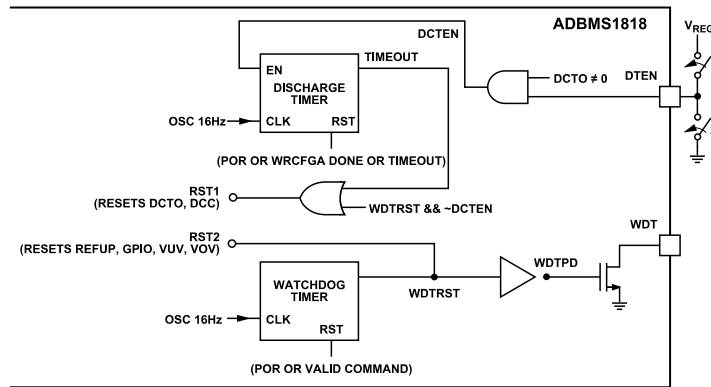 ADBMS1818
VREG
DCTEN
TIMEOUT
EN
DISCHARGE
TIMER
DCTO ≠ 0
DTEN
OSC 16Hz
CLK
RST
(POR OR WRCFGA DONE OR TIMEOUT)
RST1
(RESETS DCTO, DCC)
WDTRST && ~DCTEN
RST2
(RESETS REFUP, GPIO, VUV, VOV)
WDT
WATCHDOG
TIMER
WDTPD
WDTRST
OSC 16Hz
CLK
RST
(POR OR VALID COMMAND)